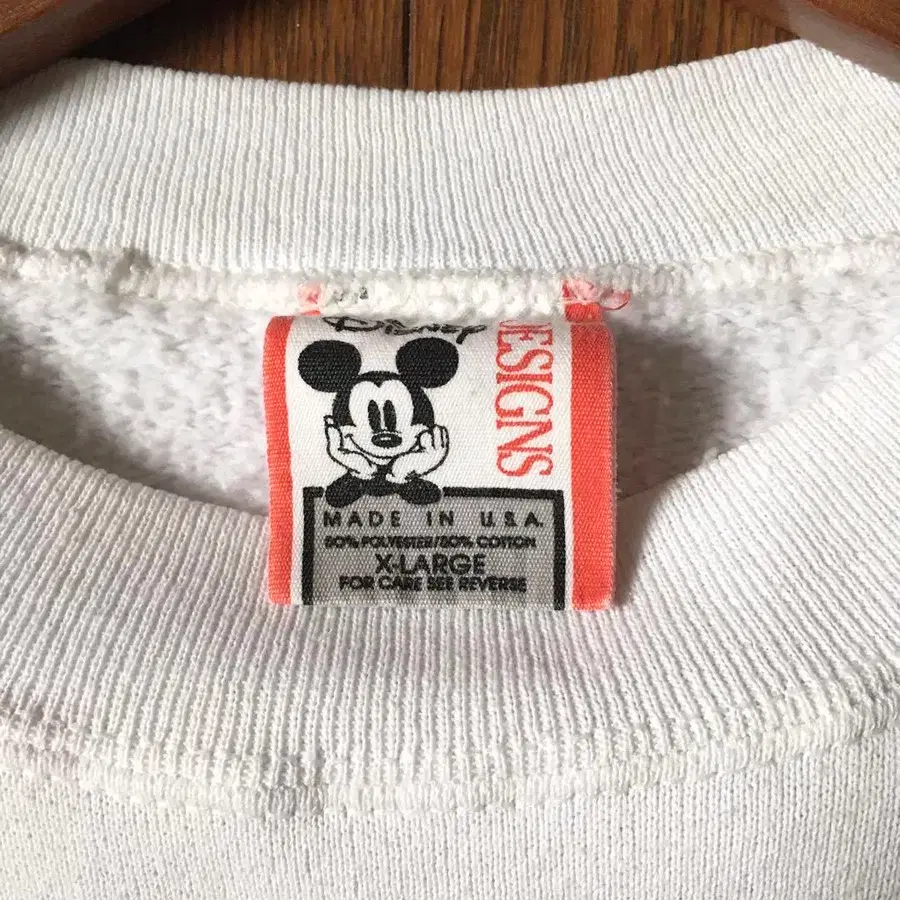 DISNEY
DESIGNS
MADE IN U.S.A.
50% POLYESTER/50% COTTON
X-LARGE
FOR CARE SEE REVERSE